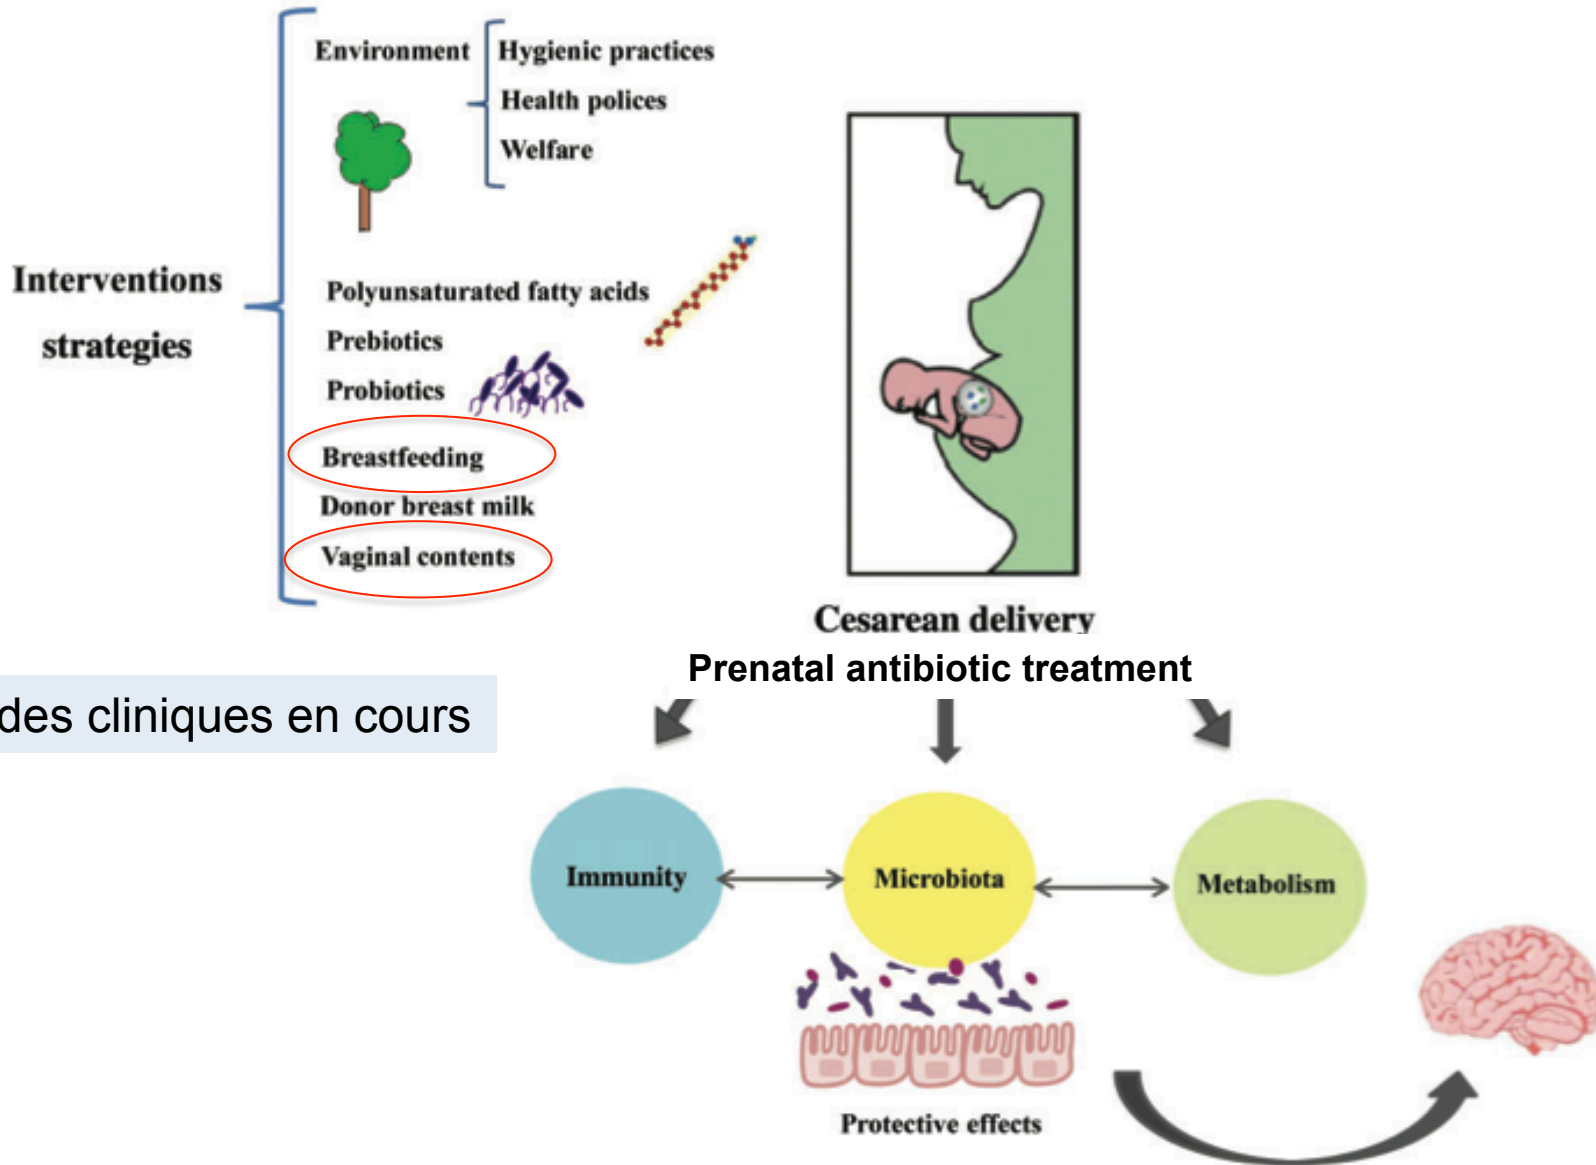 Environment
Hygienic practices
Health polices
Welfare
Interventions
strategies
Polyunsaturated fatty acids
Prebiotics
Probiotics
Breastfeeding
Donor breast milk
Vaginal contents
Cesarean delivery
Prenatal antibiotic treatment
des cliniques en cours
Immunity
Microbiota
Metabolism
Protective effects